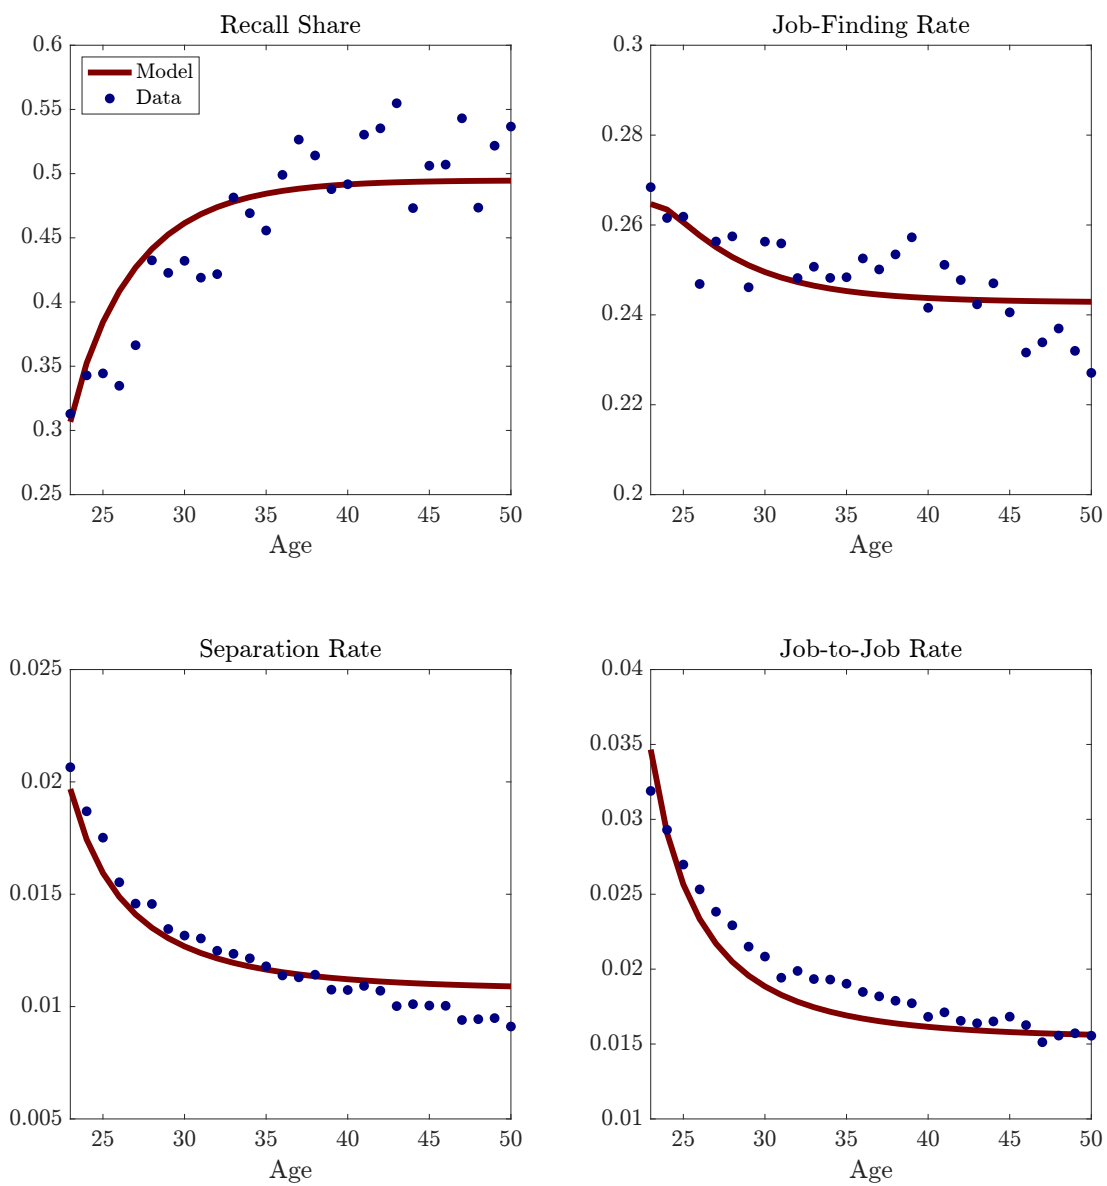 Recall Share
0.6
0.55
0.5
0.45
0.4
0.35
0.3
0.25
Model
Data
25 30 35 40 45 50
Age
Job-Finding Rate
0.3
0.28
0.26
0.24
0.22
0.2
25 30 35 40 45 50
Age
Separation Rate
0.025
0.02
0.015
0.01
0.005
25 30 35 40 45 50
Age
Job-to-Job Rate
0.04
0.035
0.03
0.025
0.02
0.015
0.01
25 30 35 40 45 50
Age